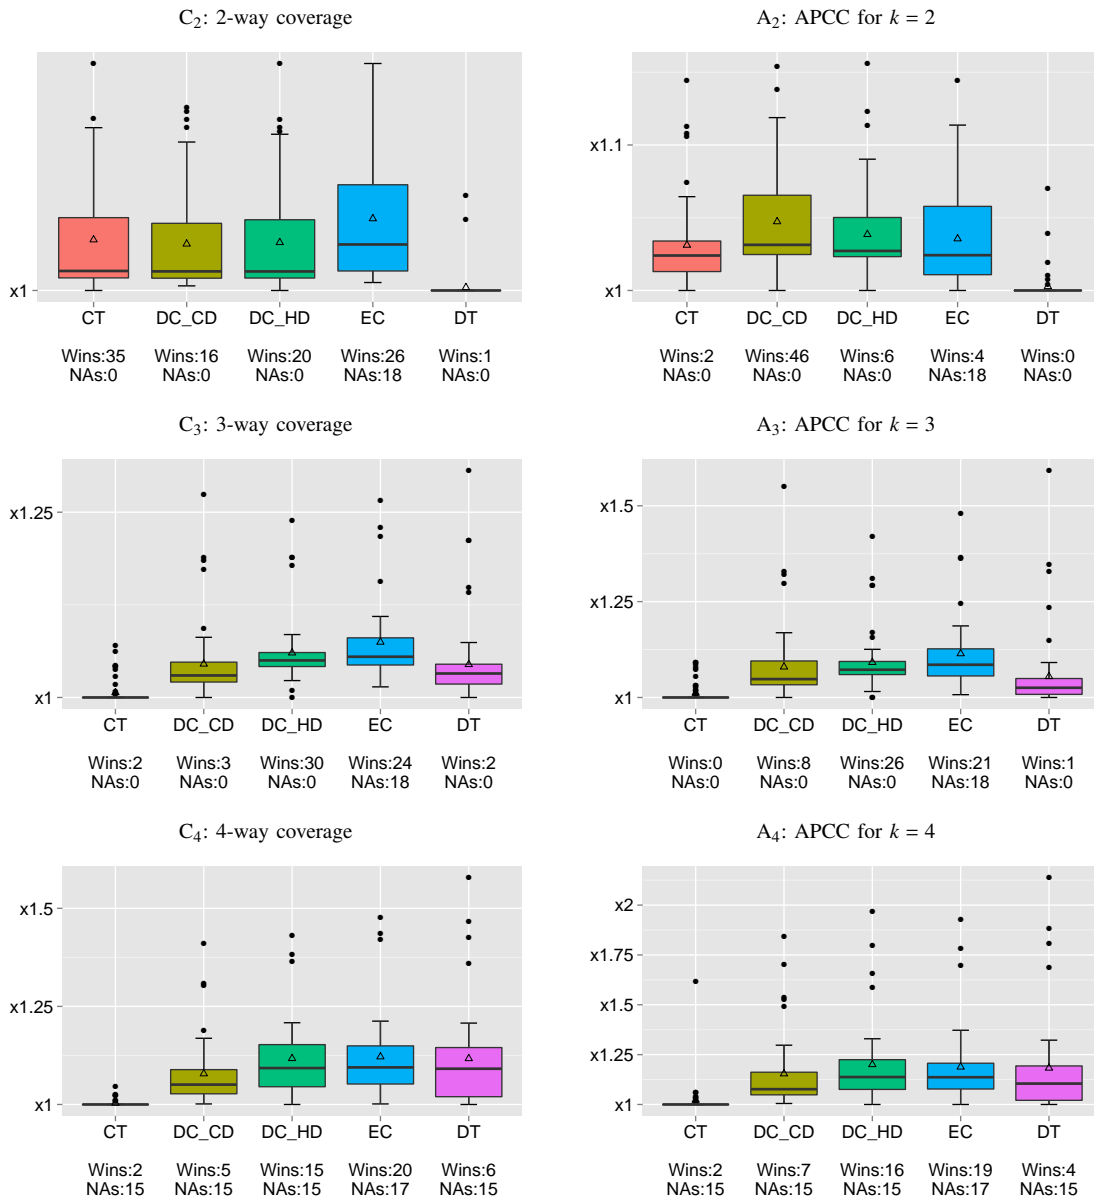 C₂: 2-way coverage
x1
CT DC_CD DC_HD EC DT
Wins:35 Wins:16 Wins:20 Wins:26 Wins:1
NAs:0 NAs:0 NAs:0 NAs:18 NAs:0
A₂: APCC for k = 2
x1.1
x1
CT DC_CD DC_HD EC DT
Wins:2 Wins:46 Wins:6 Wins:4 Wins:0
NAs:0 NAs:0 NAs:0 NAs:18 NAs:0
C₃: 3-way coverage
x1.25
x1
CT DC_CD DC_HD EC DT
Wins:2 Wins:3 Wins:30 Wins:24 Wins:2
NAs:0 NAs:0 NAs:0 NAs:18 NAs:0
A₃: APCC for k = 3
x1.5
x1.25
x1
CT DC_CD DC_HD EC DT
Wins:0 Wins:8 Wins:26 Wins:21 Wins:1
NAs:0 NAs:0 NAs:0 NAs:18 NAs:0
C₄: 4-way coverage
x1.5
x1.25
x1
CT DC_CD DC_HD EC DT
Wins:2 Wins:5 Wins:15 Wins:20 Wins:6
NAs:15 NAs:15 NAs:15 NAs:17 NAs:15
A₄: APCC for k = 4
x2
x1.75
x1.5
x1.25
x1
CT DC_CD DC_HD EC DT
Wins:2 Wins:7 Wins:16 Wins:19 Wins:4
NAs:15 NAs:15 NAs:15 NAs:17 NAs:15